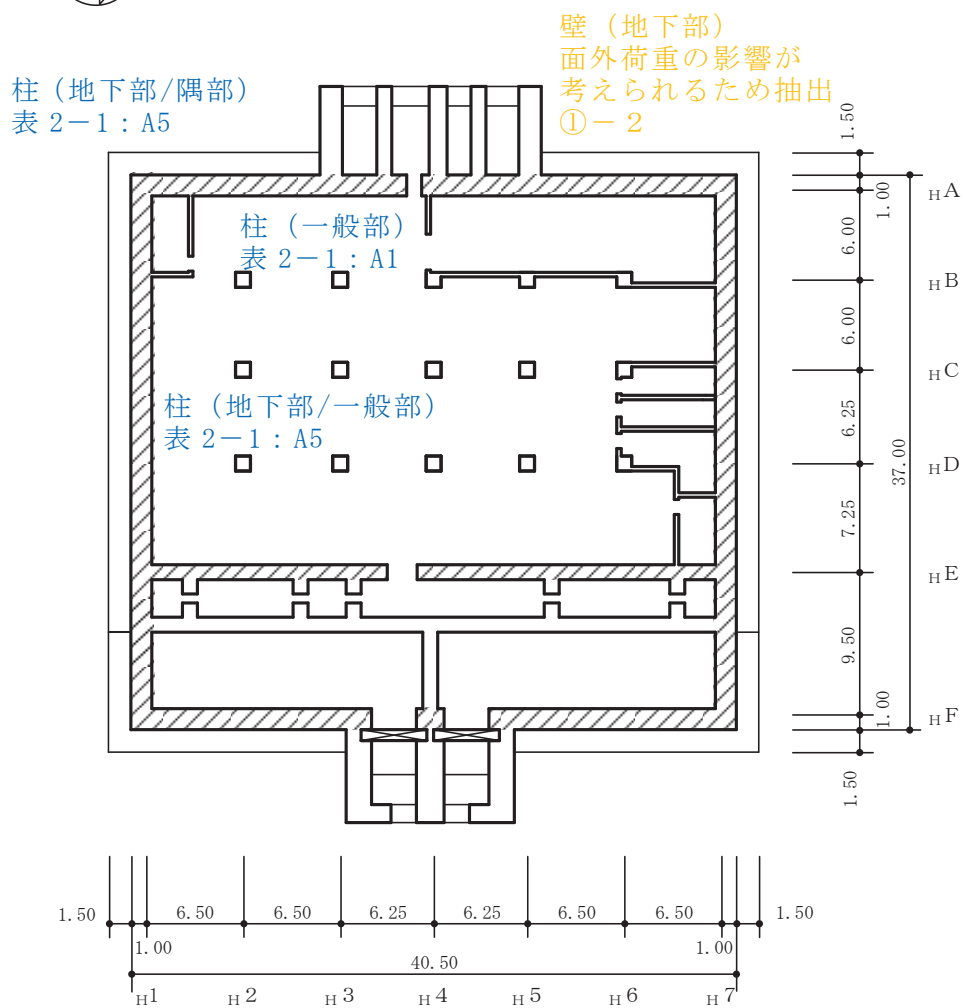 壁（地下部）
面外荷重の影響が
考えられるため抽出
①－２
柱（地下部/隅部）
表 2－1：A5
柱（一般部）
表 2－1：A1
柱（地下部/一般部）
表 2－1：A5
1.50
1.00
6.00
6.00
6.25
7.25
9.50
1.00
1.50
37.00
HA
HB
HC
HD
HE
HF
1.50
6.50
6.50
6.25
6.25
6.50
6.50
1.50
1.00
1.00
40.50
H1
H2
H3
H4
H5
H6
H7